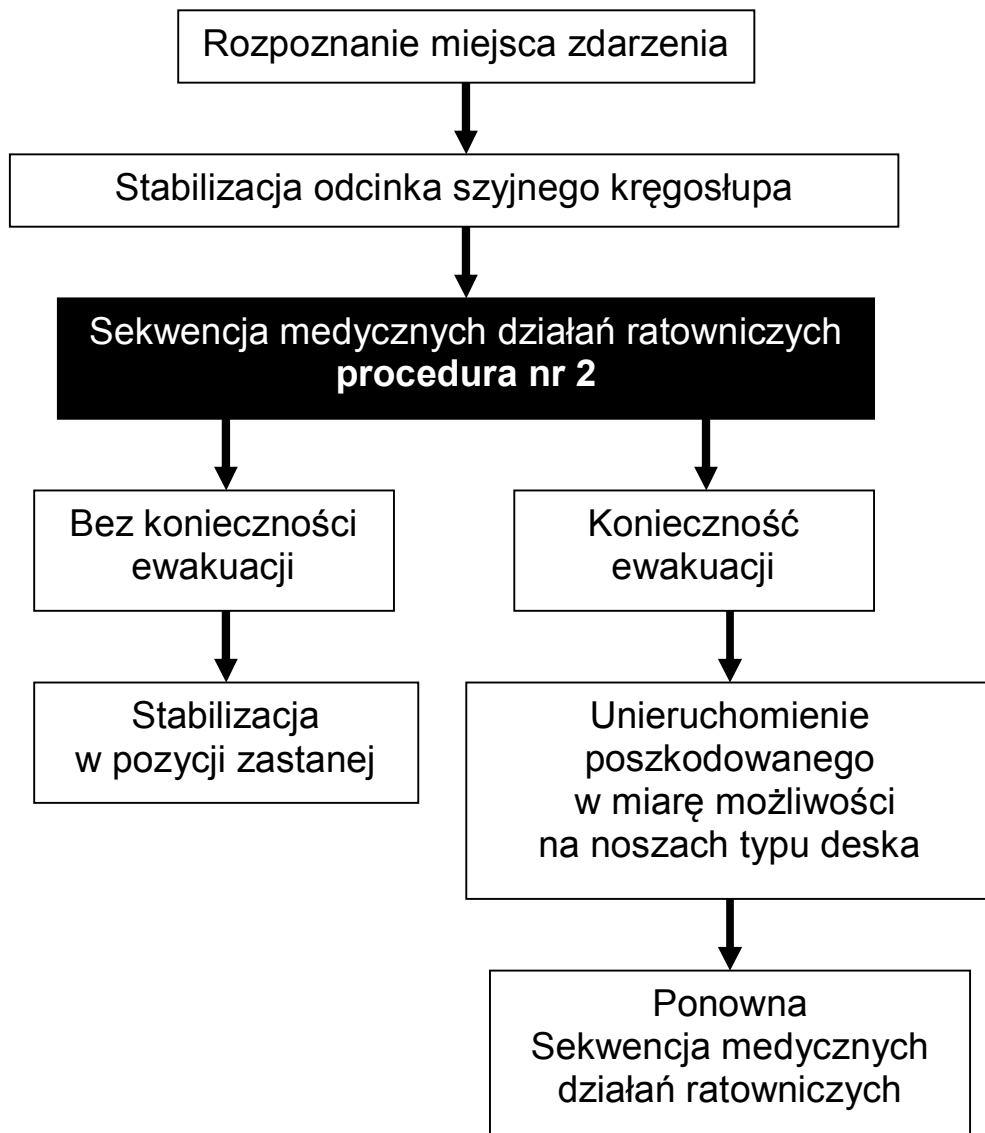 Rozpoznanie miejsca zdarzenia
Stabilizacja odcinka szyjnego kręgosłupa
Sekwencja medycznych działań ratowniczych
procedura nr 2
Bez konieczności
ewakuacji
Stabilizacja
w pozycji zastanej
Konieczność
ewakuacji
Unieruchomienie
poszkodowanego
w miarę możliwości
na noszach typu deska
Ponowna
Sekwencja medycznych
działań ratowniczych